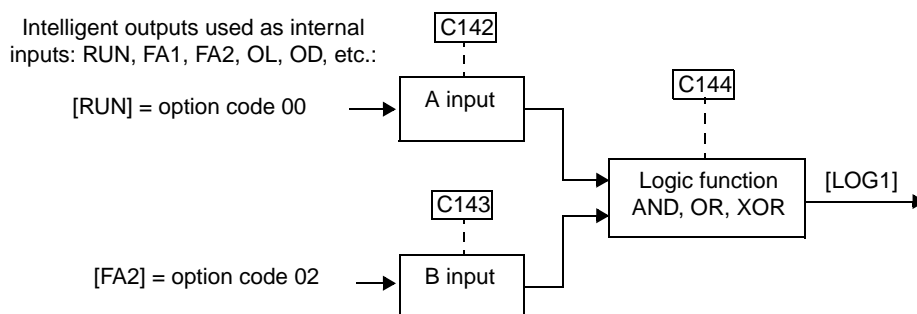 Intelligent outputs used as internal
inputs: RUN, FA1, FA2, OL, OD, etc.:
C142
[RUN] = option code 00
A input
C144
Logic function
AND, OR, XOR
[LOG1]
C143
[FA2] = option code 02
B input